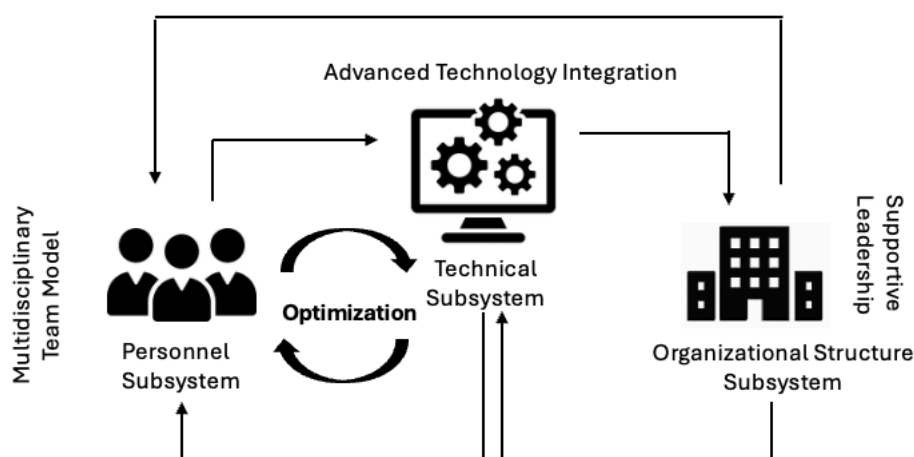 Advanced Technology Integration
Multidisciplinary
Team Model
Supportive
Leadership
Technical
Subsystem
Optimization
Personnel
Subsystem
Organizational Structure
Subsystem